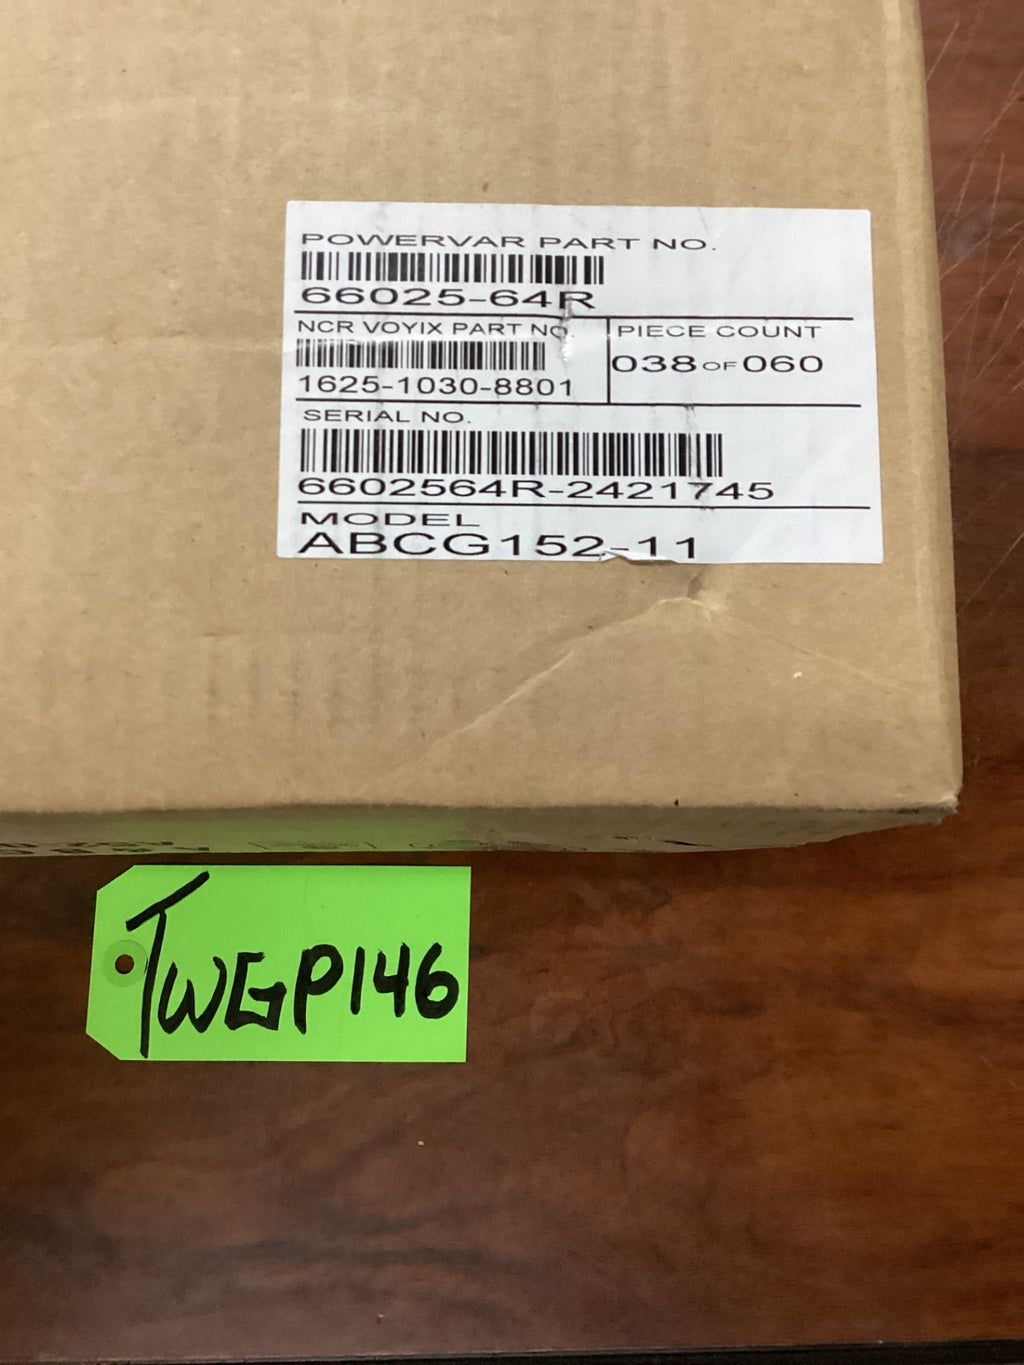 POWERVAR PART NO.
66025-64R
NCR VOYIX PART NO.
1625-1030-8801
PIECE COUNT
038 OF 060
SERIAL NO.
6602564R-2421745
MODEL
ABCG152-11
TWGP146